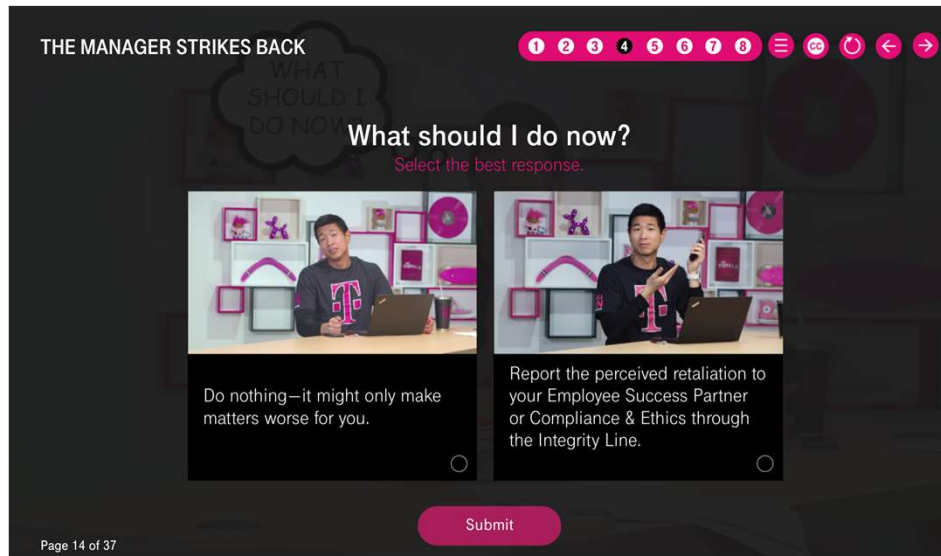 THE MANAGER STRIKES BACK
1 2 3 4 5 6 7 8
CC
WHAT
SHOULD I
DO NOW?
What should I do now?
Select the best response.
T
T
Do nothing—it might only make
matters worse for you.
Report the perceived retaliation to
your Employee Success Partner
or Compliance & Ethics through
the Integrity Line.
Submit
Page 14 of 37